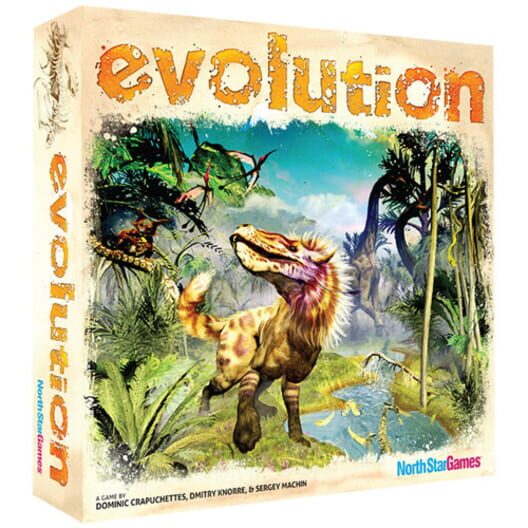 evolution
evolution
NorthStarGames
A GAME BY
DOMINIC CRAPUCHETTES, DMITRY KNORRE, & SERGEY MACHIN
NorthStarGames